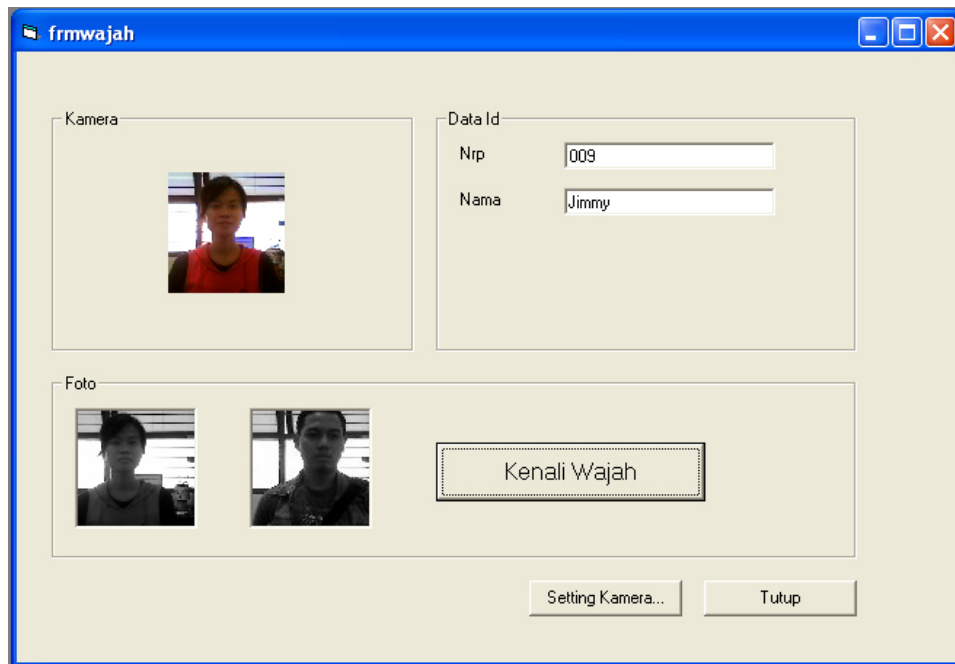 frmwajah
Kamera
Data Id
Nrp
009
Nama
Jimmy
Foto
Kenali Wajah
Setting Kamera...
Tutup